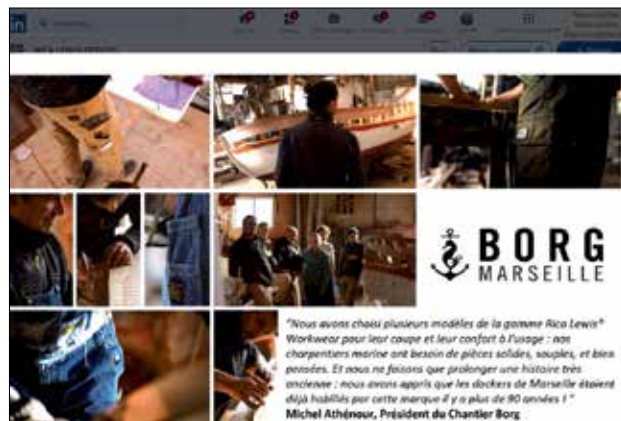 in
BORG
MARSEILLE
"Nous avons choisi plusieurs modèles de la gamme Rica Lewis®
Workwear pour leur coupe et leur confort à l'usage : nos
charpentiers marine ont besoin de pièces solides, souples, et bien
pensées. Et nous ne faisons que prolonger une histoire très
ancienne : nous avons appris que les dockers de Marseille étaient
déjà habillés par cette marque il y a plus de 90 années ! "
Michel Athénour, Président du Chantier Borg